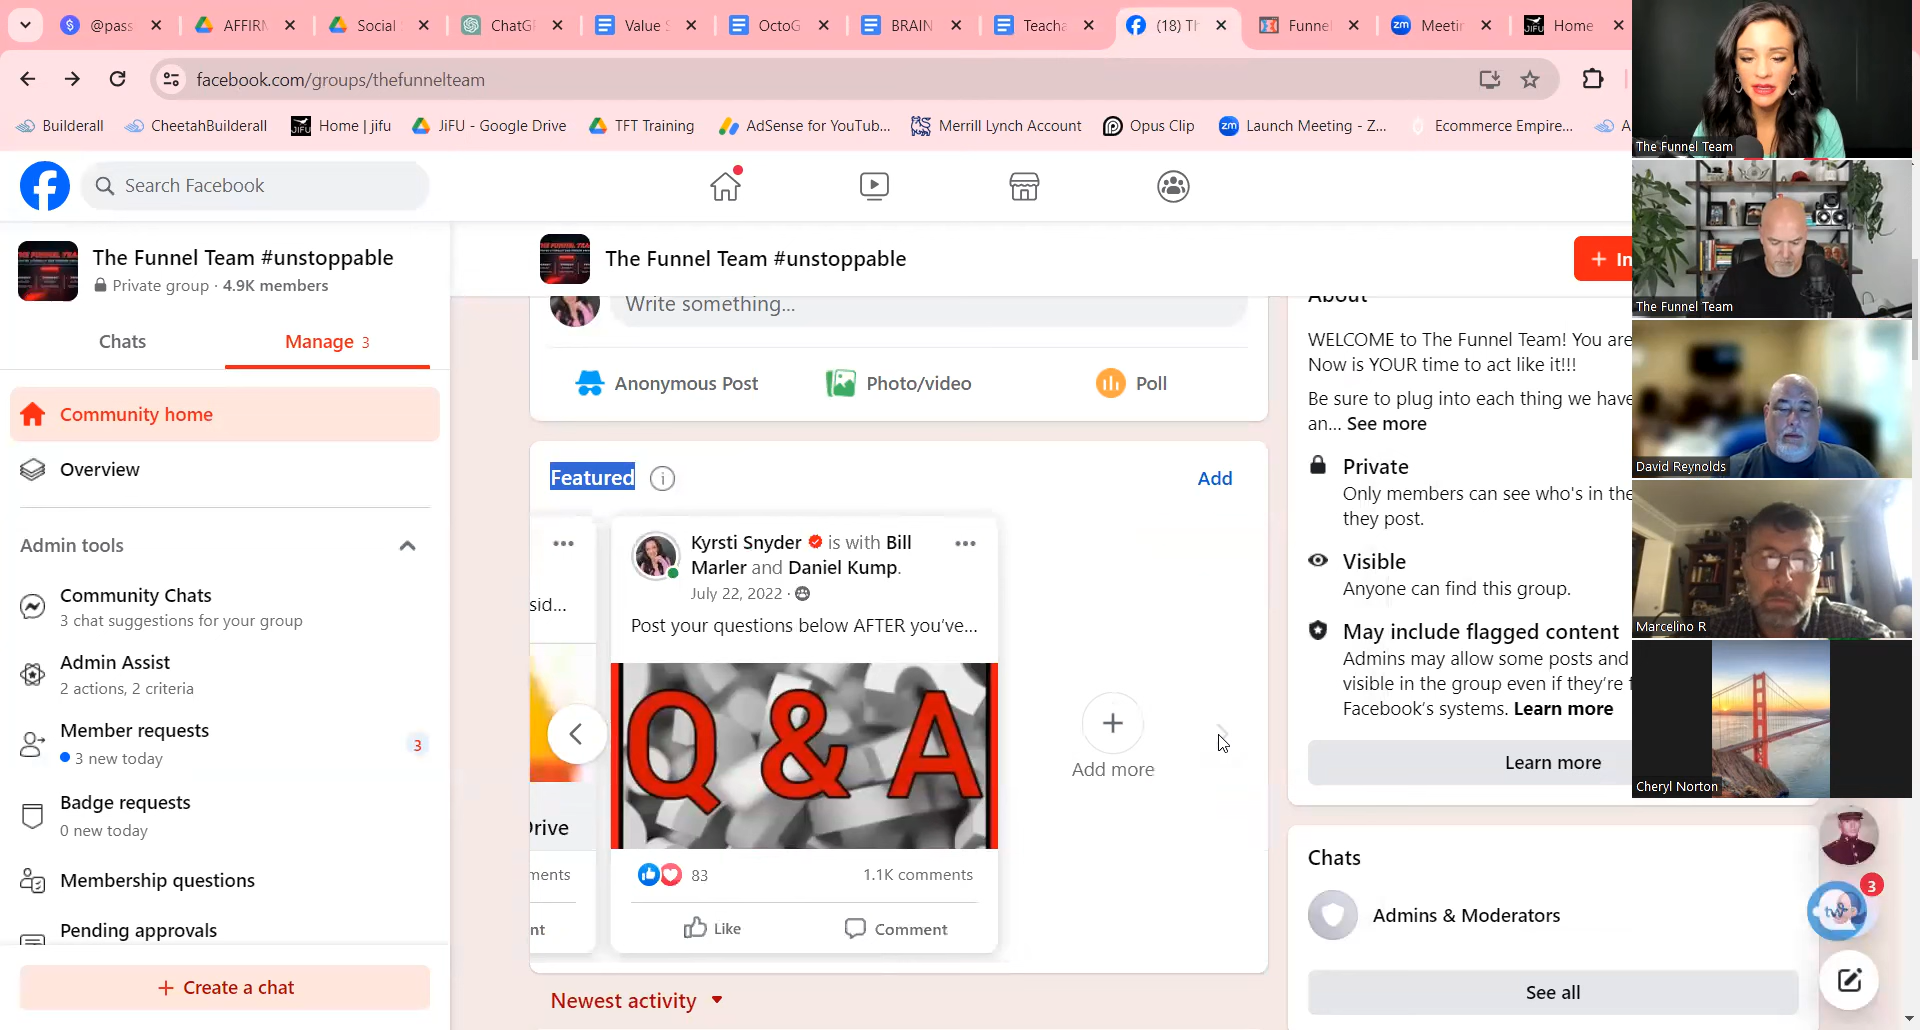 @pass
AFFIRM
Social
ChatG
Value S
OctoG
BRAIN
Teacha
(18) Th
Funnel
Meetin
Home
facebook.com/groups/thefunnelteam
Builderall
CheetahBuilderall
Home | jifu
JiFU - Google Drive
TFT Training
AdSense for YouTub...
Merrill Lynch Account
Opus Clip
Launch Meeting - Z...
Ecommerce Empire...
Search Facebook
The Funnel Team #unstoppable
Private group · 4.9K members
Chats
Manage 3
Community home
Overview
Admin tools
Community Chats
3 chat suggestions for your group
Admin Assist
2 actions, 2 criteria
Member requests
3 new today
3
Badge requests
0 new today
Membership questions
Pending approvals
+ Create a chat
The Funnel Team #unstoppable
+ In
Write something...
Anonymous Post
Photo/video
Poll
Featured
Add
sid...
Drive
ments
nt
Kyrsti Snyder is with Bill
Marler and Daniel Kump.
July 22, 2022 ·
Post your questions below AFTER you've...
Q & A
83
1.1K comments
Like
Comment
Add more
Newest activity
About
WELCOME to The Funnel Team! You are
Now is YOUR time to act like it!!!
Be sure to plug into each thing we have
an... See more
Private
Only members can see who's in the
they post.
Visible
Anyone can find this group.
May include flagged content
Admins may allow some posts and
visible in the group even if they're f
Facebook's systems. Learn more
Learn more
Chats
Admins & Moderators
See all
3
The Funnel Team
The Funnel Team
David Reynolds
Marcelino R
Cheryl Norton